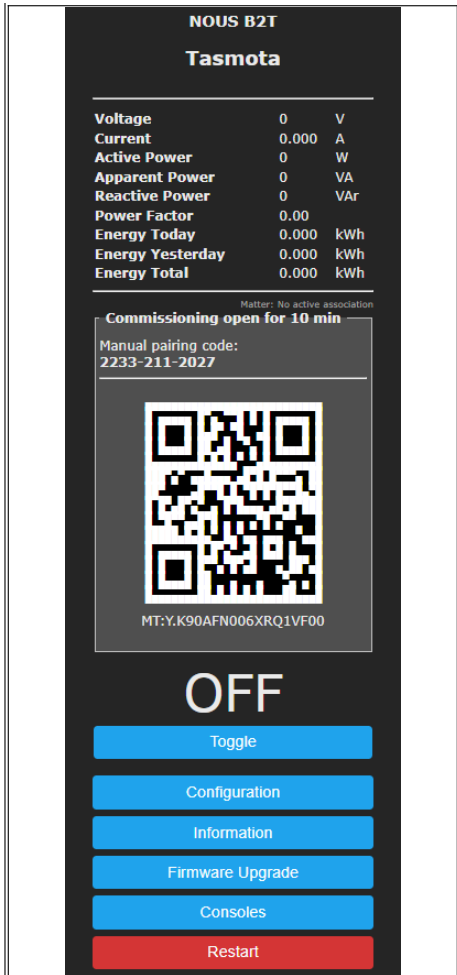 NOUS B2T
Tasmota
Voltage 0 V
Current 0.000 A
Active Power 0 W
Apparent Power 0 VA
Reactive Power 0 VAr
Power Factor 0.00
Energy Today 0.000 kWh
Energy Yesterday 0.000 kWh
Energy Total 0.000 kWh
Matter: No active association
Commissioning open for 10 min
Manual pairing code:
2233-211-2027
MT:Y.K90AFN006XRQ1VF00
OFF
Toggle
Configuration
Information
Firmware Upgrade
Consoles
Restart